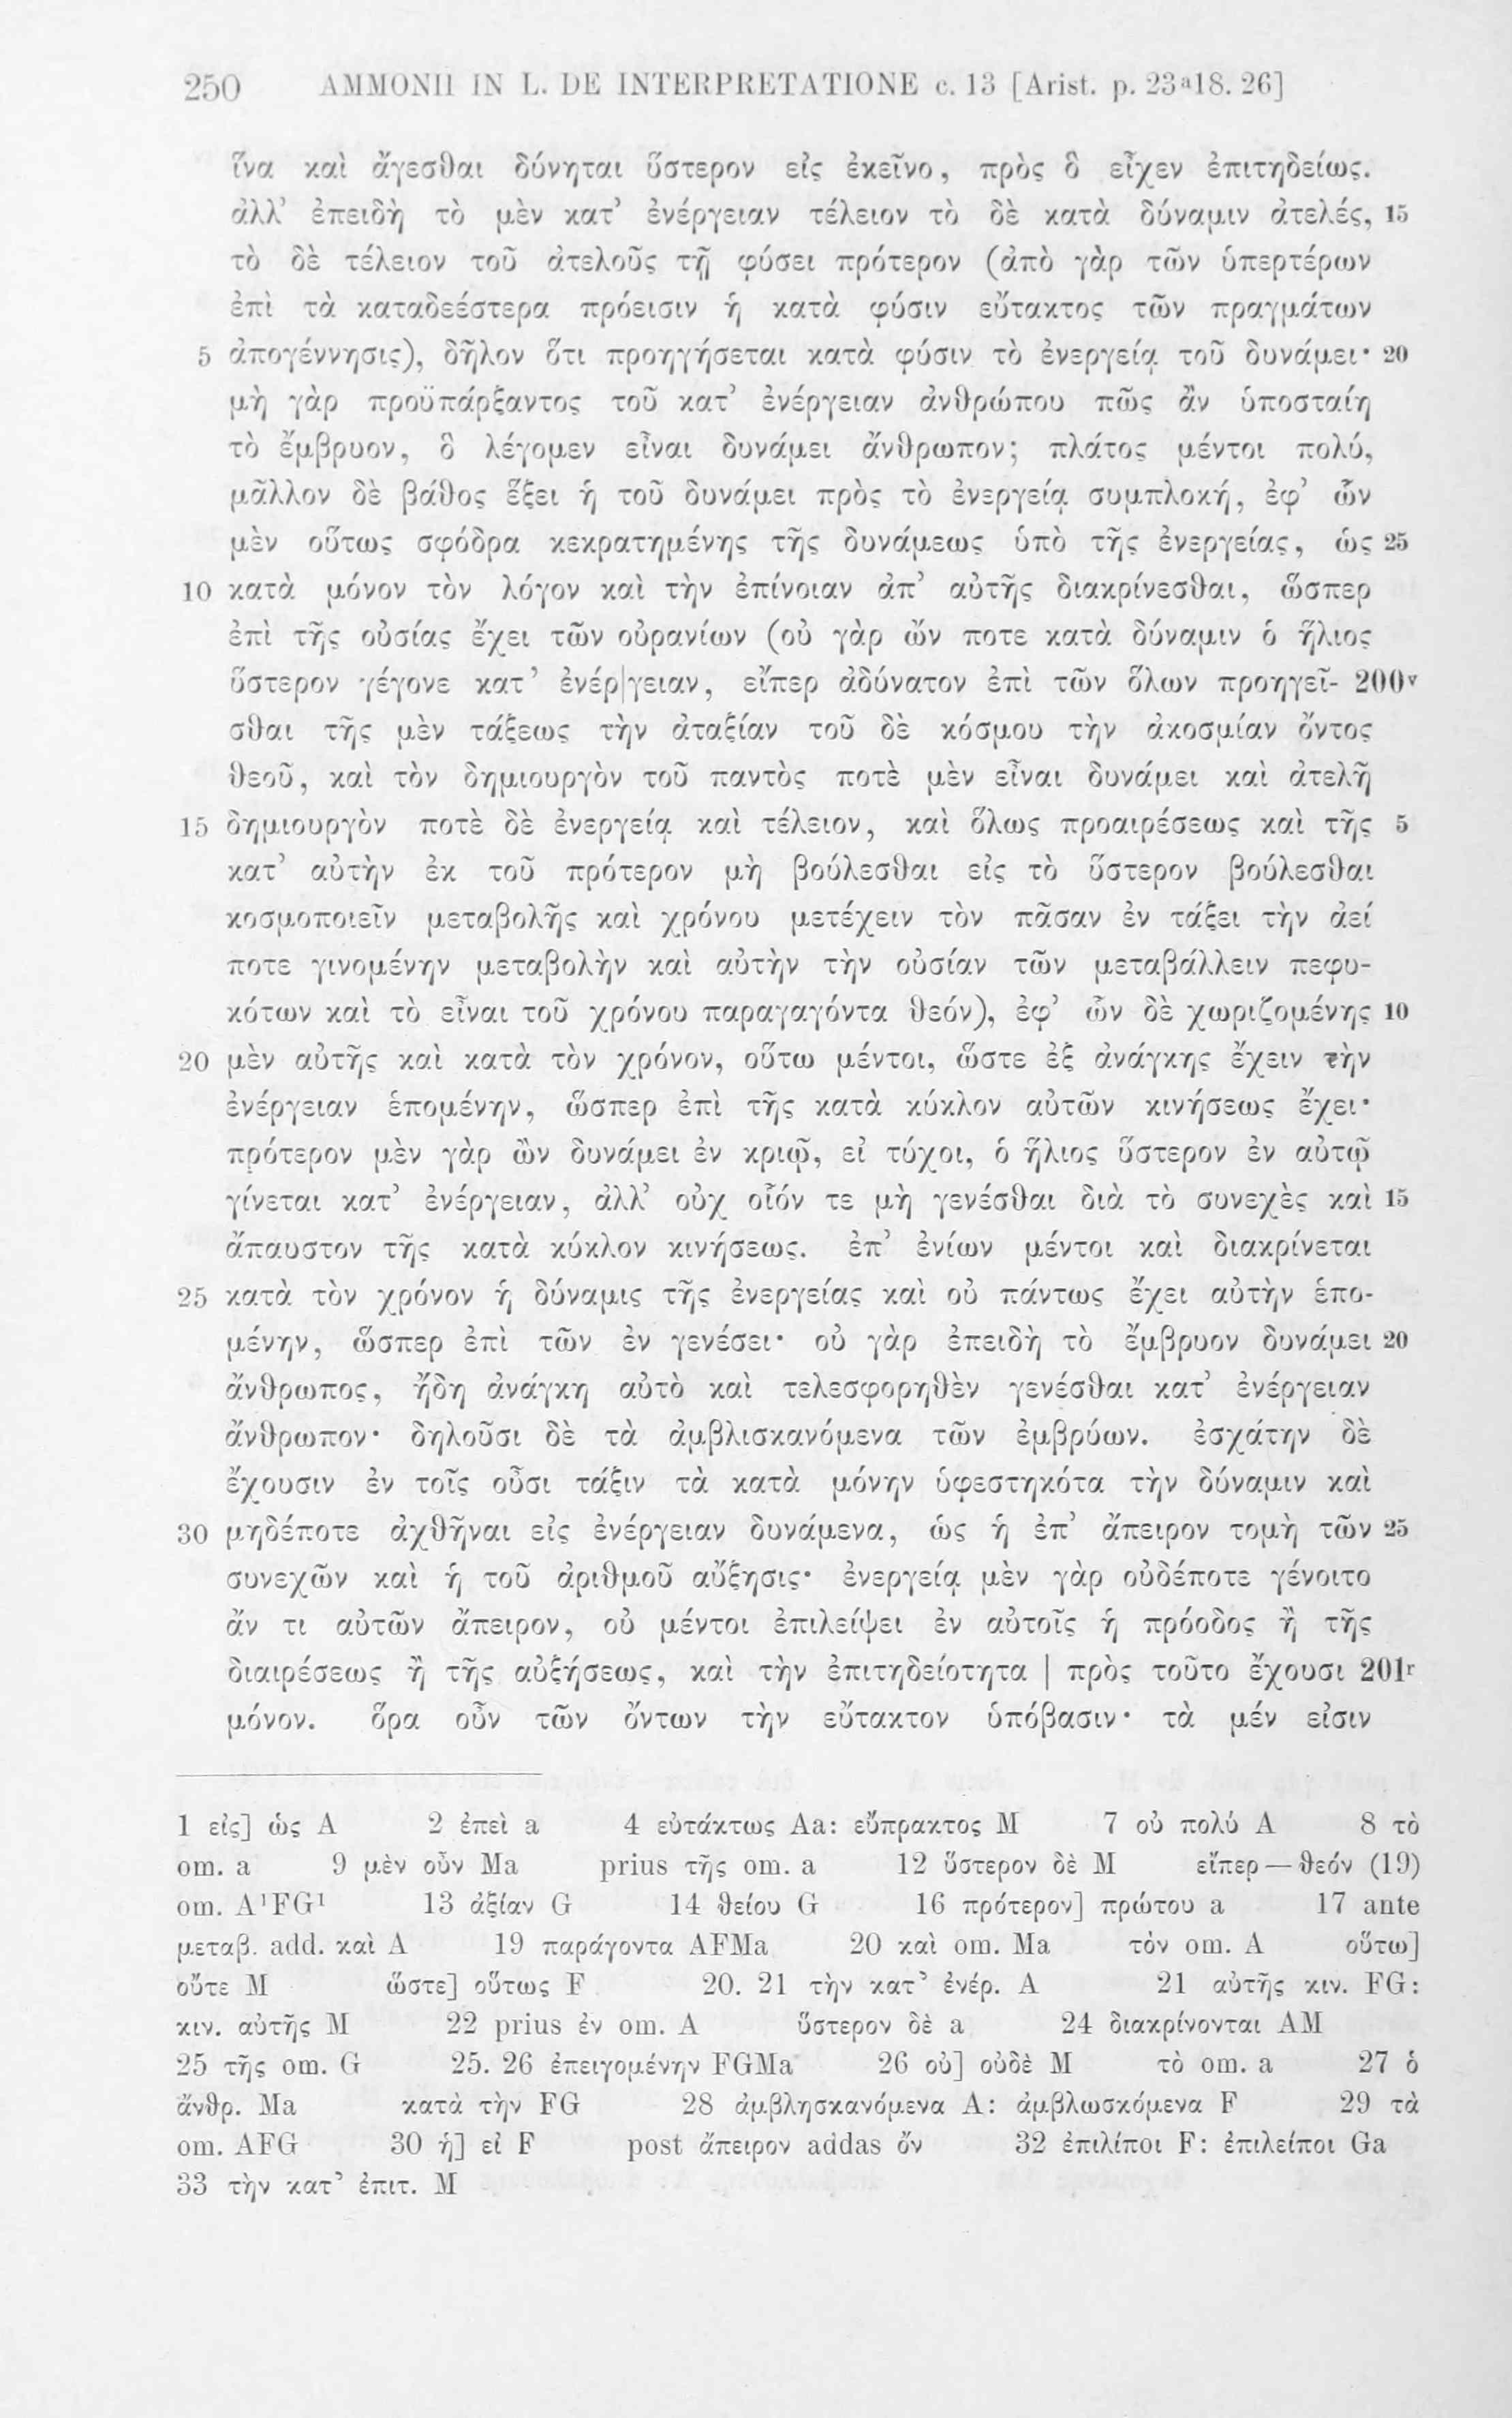 250 AMMONII IN L. DE INTERPRETATIONE c. 13 [Arist. p. 23ᵃ18. 26]
ἵνα καὶ ἄγεσθαι δύνηται ὕστερον εἰς ἐκεῖνο, πρὸς ὃ εἶχεν ἐπιτηδείως.
ἀλλ’ ἐπειδὴ τὸ μὲν κατ’ ἐνέργειαν τέλειον τὸ δὲ κατὰ δύναμιν ἀτελές, 15
τὸ δὲ τέλειον τοῦ ἀτελοῦς τῇ φύσει πρότερον (ἀπὸ γὰρ τῶν ὑπερτέρων
ἐπὶ τὰ καταδεέστερα πρόεισιν ἡ κατὰ φύσιν εὔτακτος τῶν πραγμάτων
5 ἀπογέννησις), δῆλον ὅτι προηγήσεται κατὰ φύσιν τὸ ἐνεργείᾳ τοῦ δυνάμει· 20
μὴ γὰρ προϋπάρξαντος τοῦ κατ’ ἐνέργειαν ἀνθρώπου πῶς ἂν ὑποσταίη
τὸ ἔμβρυον, ὃ λέγομεν εἶναι δυνάμει ἄνθρωπον; πλάτος μέντοι πολύ,
μᾶλλον δὲ βάθος ἕξει ἡ τοῦ δυνάμει πρὸς τὸ ἐνεργείᾳ συμπλοκή, ἐφ’ ὧν
μὲν οὕτως σφόδρα κεκρατημένης τῆς δυνάμεως ὑπὸ τῆς ἐνεργείας, ὡς 25
10 κατὰ μόνον τὸν λόγον καὶ τὴν ἐπίνοιαν ἀπ’ αὐτῆς διακρίνεσθαι, ὥσπερ
ἐπὶ τῆς οὐσίας ἔχει τῶν οὐρανίων (οὐ γὰρ ὤν ποτε κατὰ δύναμιν ὁ ἥλιος
ὕστερον γέγονε κατ’ ἐνέρ|γειαν, εἴπερ ἀδύνατον ἐπὶ τῶν ὅλων προηγεῖ- 200ᵛ
σθαι τῆς μὲν τάξεως τὴν ἀταξίαν τοῦ δὲ κόσμου τὴν ἀκοσμίαν ὄντος
θεοῦ, καὶ τὸν δημιουργὸν τοῦ παντὸς ποτὲ μὲν εἶναι δυνάμει καὶ ἀτελῆ
15 δημιουργὸν ποτὲ δὲ ἐνεργείᾳ καὶ τέλειον, καὶ ὅλως προαιρέσεως καὶ τῆς 5
κατ’ αὐτὴν ἐκ τοῦ πρότερον μὴ βούλεσθαι εἰς τὸ ὕστερον βούλεσθαι
κοσμοποιεῖν μεταβολῆς καὶ χρόνου μετέχειν τὸν πᾶσαν ἐν τάξει τὴν ἀεί
ποτε γινομένην μεταβολὴν καὶ αὐτὴν τὴν οὐσίαν τῶν μεταβάλλειν πεφυ-
κότων καὶ τὸ εἶναι τοῦ χρόνου παραγαγόντα θεόν), ἐφ’ ὧν δὲ χωριζομένης 10
20 μὲν αὐτῆς καὶ κατὰ τὸν χρόνον, οὕτω μέντοι, ὥστε ἐξ ἀνάγκης ἔχειν τὴν
ἐνέργειαν ἑπομένην, ὥσπερ ἐπὶ τῆς κατὰ κύκλον αὐτῶν κινήσεως ἔχει·
πρότερον μὲν γὰρ ὢν δυνάμει ἐν κριῷ, εἰ τύχοι, ὁ ἥλιος ὕστερον ἐν αὐτῷ
γίνεται κατ’ ἐνέργειαν, ἀλλ’ οὐχ οἷόν τε μὴ γενέσθαι διὰ τὸ συνεχὲς καὶ 15
ἄπαυστον τῆς κατὰ κύκλον κινήσεως. ἐπ’ ἐνίων μέντοι καὶ διακρίνεται
25 κατὰ τὸν χρόνον ἡ δύναμις τῆς ἐνεργείας καὶ οὐ πάντως ἔχει αὐτὴν ἑπο-
μένην, ὥσπερ ἐπὶ τῶν ἐν γενέσει· οὐ γὰρ ἐπειδὴ τὸ ἔμβρυον δυνάμει 20
ἄνθρωπος, ἤδη ἀνάγκη αὐτὸ καὶ τελεσφορηθὲν γενέσθαι κατ’ ἐνέργειαν
ἄνθρωπον· δηλοῦσι δὲ τὰ ἀμβλισκανόμενα τῶν ἐμβρύων. ἐσχάτην δὲ
ἔχουσιν ἐν τοῖς οὖσι τάξιν τὰ κατὰ μόνην ὑφεστηκότα τὴν δύναμιν καὶ
30 μηδέποτε ἀχθῆναι εἰς ἐνέργειαν δυνάμενα, ὡς ἡ ἐπ’ ἄπειρον τομὴ τῶν 25
συνεχῶν καὶ ἡ τοῦ ἀριθμοῦ αὔξησις· ἐνεργείᾳ μὲν γὰρ οὐδέποτε γένοιτο
ἄν τι αὐτῶν ἄπειρον, οὐ μέντοι ἐπιλείψει ἐν αὐτοῖς ἡ πρόοδος ἢ τῆς
διαιρέσεως ἢ τῆς αὐξήσεως, καὶ τὴν ἐπιτηδειότητα | πρὸς τοῦτο ἔχουσι 201ʳ
μόνον. ὅρα οὖν τῶν ὄντων τὴν εὔτακτον ὑπόβασιν· τὰ μέν εἰσιν
1 εἰς] ὡς A 2 ἐπεὶ a 4 εὐτάκτως Aa: εὔπρακτος M 7 οὐ πολύ A 8 τὸ
om. a 9 μὲν οὖν Ma prius τῆς om. a 12 ὕστερον δὲ M εἴπερ — θεόν (19)
om. A¹FG¹ 13 ἀξίαν G 14 θείου G 16 πρότερον] πρώτου a 17 ante
μεταβ. add. καὶ A 19 παράγοντα AFMa 20 καὶ om. Ma τὸν om. A οὕτω]
οὔτε M ὥστε] οὕτως F 20. 21 τὴν κατ’ ἐνέρ. A 21 αὐτῆς κιν. FG:
κιν. αὐτῆς M 22 prius ἐν om. A ὕστερον δὲ a 24 διακρίνονται AM
25 τῆς om. G 25. 26 ἐπειγομένην FGMa 26 οὐ] οὐδὲ M τὸ om. a 27 ὁ
ἄνθρ. Ma κατὰ τὴν FG 28 ἀμβλησκανόμενα A: ἀμβλωσκόμενα F 29 τὰ
om. AFG 30 ἡ] εἰ F post ἄπειρον addas ὄν 32 ἐπιλίποι F: ἐπιλείποι Ga
33 τὴν κατ’ ἐπιτ. M